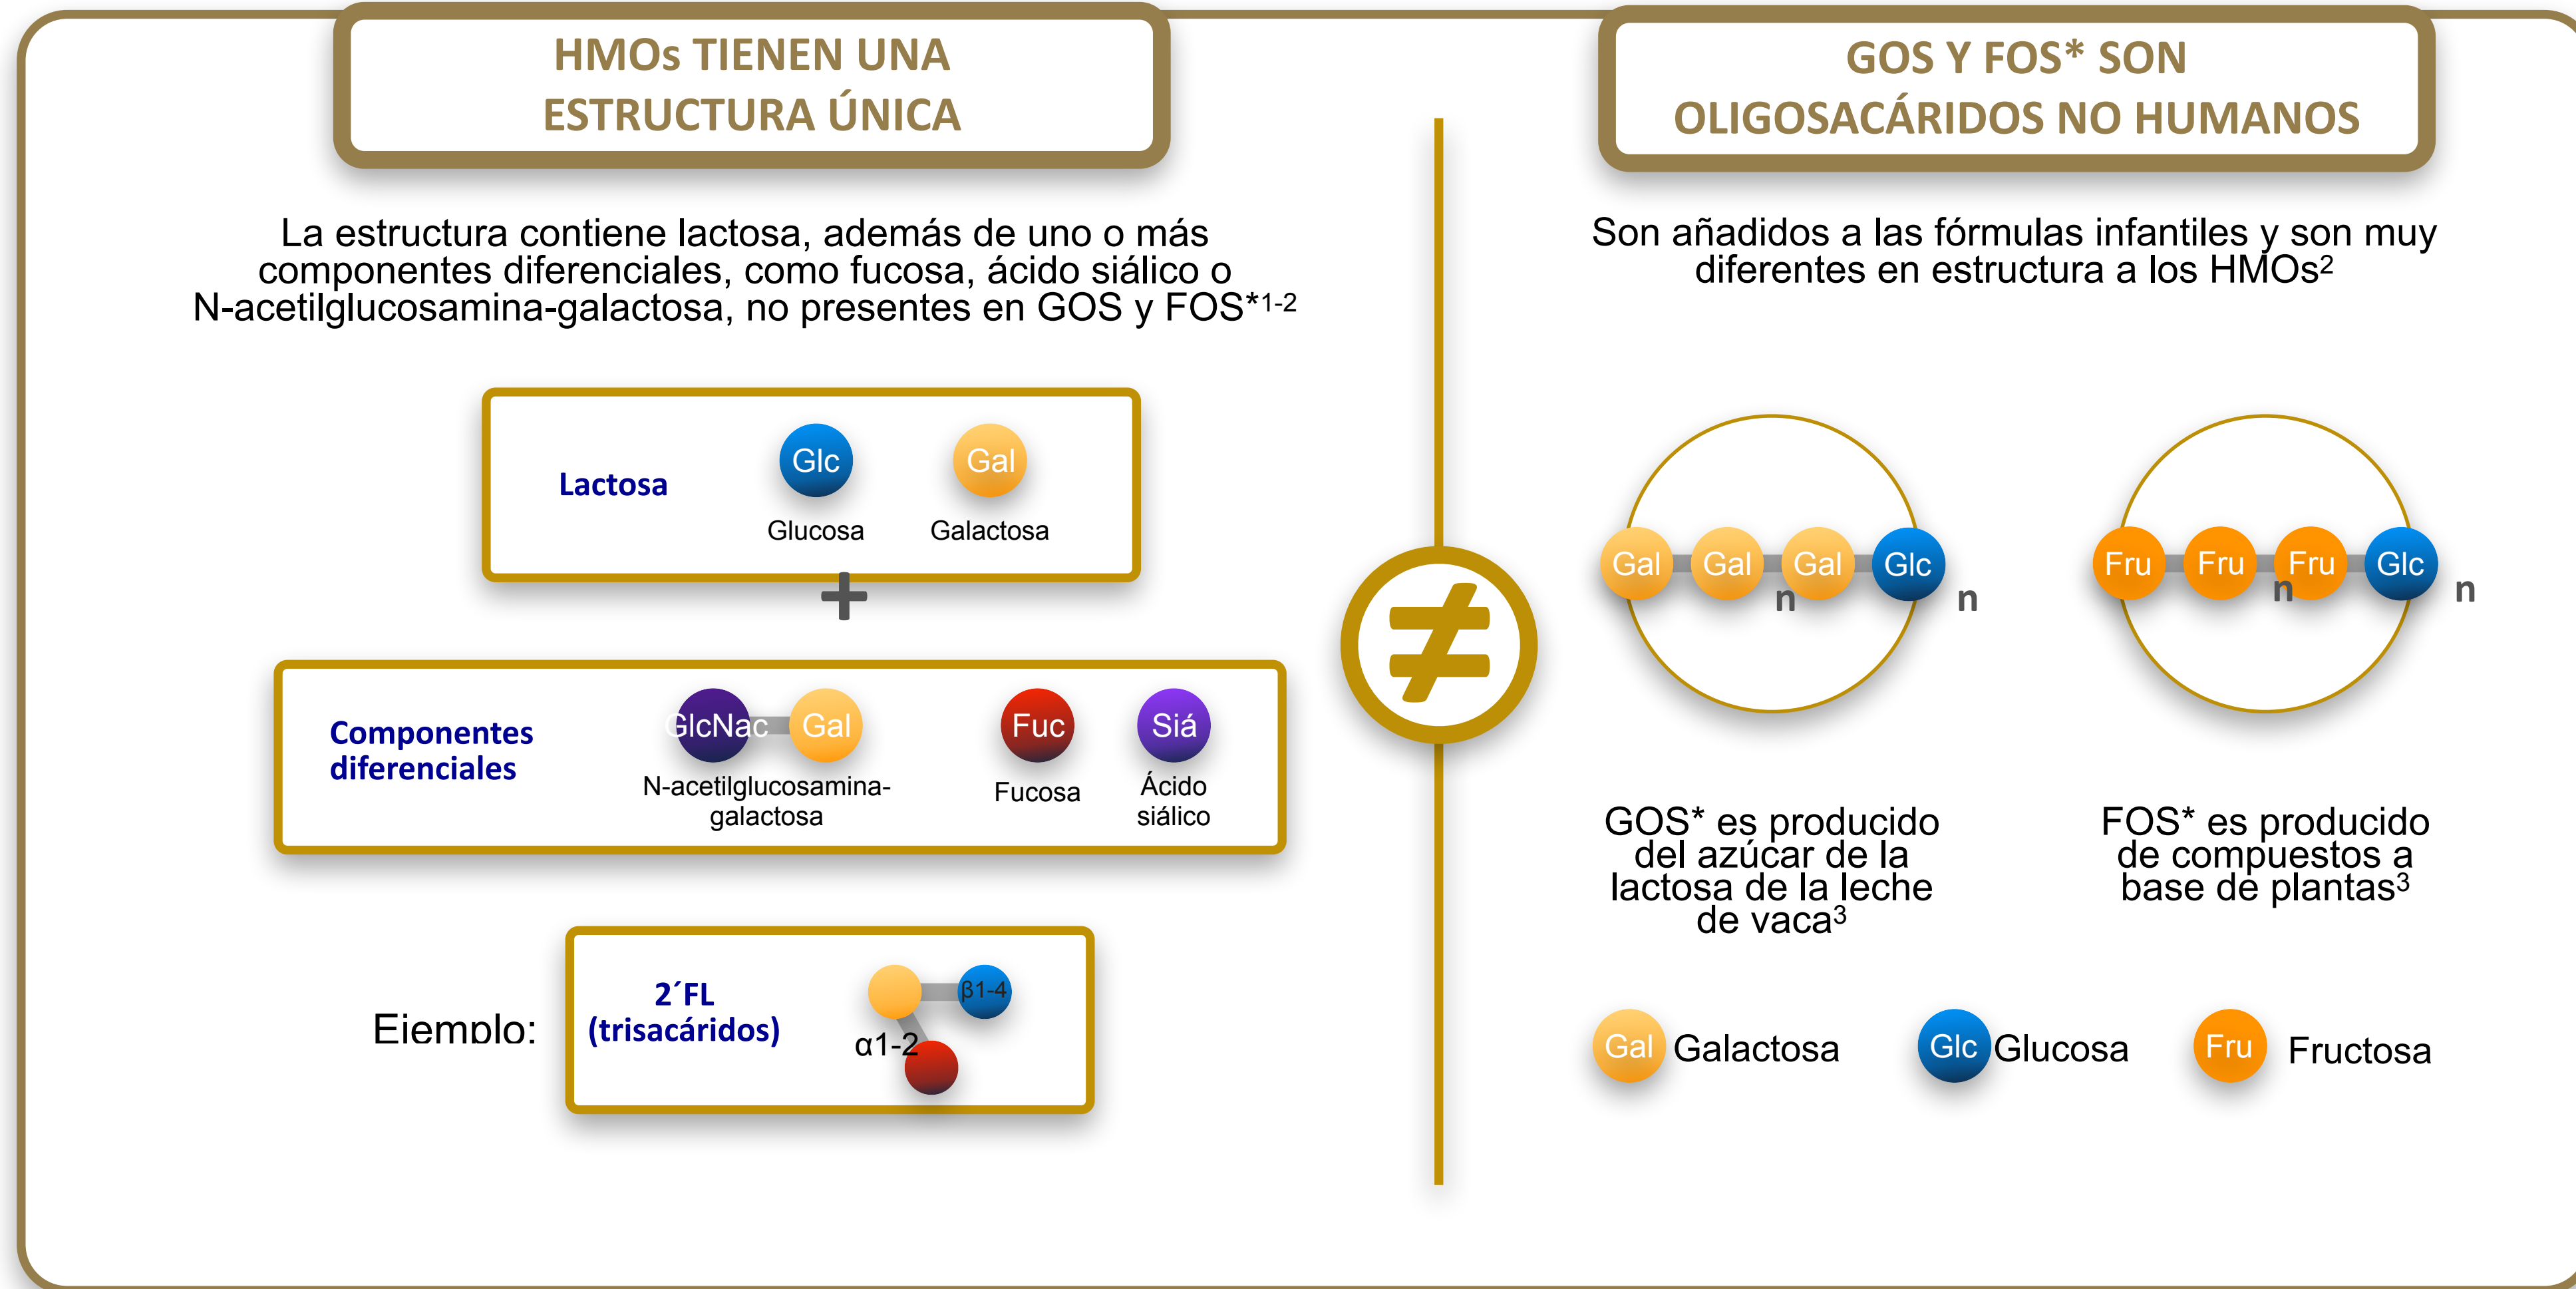 HMOs TIENEN UNA
ESTRUCTURA ÚNICA
La estructura contiene lactosa, además de uno o más
componentes diferenciales, como fucosa, ácido siálico o
N-acetilglucosamina-galactosa, no presentes en GOS y FOS*1-2
Lactosa
Glc
Gal
Glucosa
Galactosa
+
Componentes
diferenciales
GlcNac
Gal
Fuc
Siá
N-acetilglucosamina-
galactosa
Fucosa
Ácido
siálico
Ejemplo:
2´FL
(trisacáridos)
β1-4
α1-2
≠
GOS Y FOS* SON
OLIGOSACÁRIDOS NO HUMANOS
Son añadidos a las fórmulas infantiles y son muy
diferentes en estructura a los HMOs2
Gal Gal Gal Glc
n n
Fru Fru Fru Glc
n n
GOS* es producido
del azúcar de la
lactosa de la leche
de vaca3
FOS* es producido
de compuestos a
base de plantas3
Gal Galactosa
Glc Glucosa
Fru Fructosa